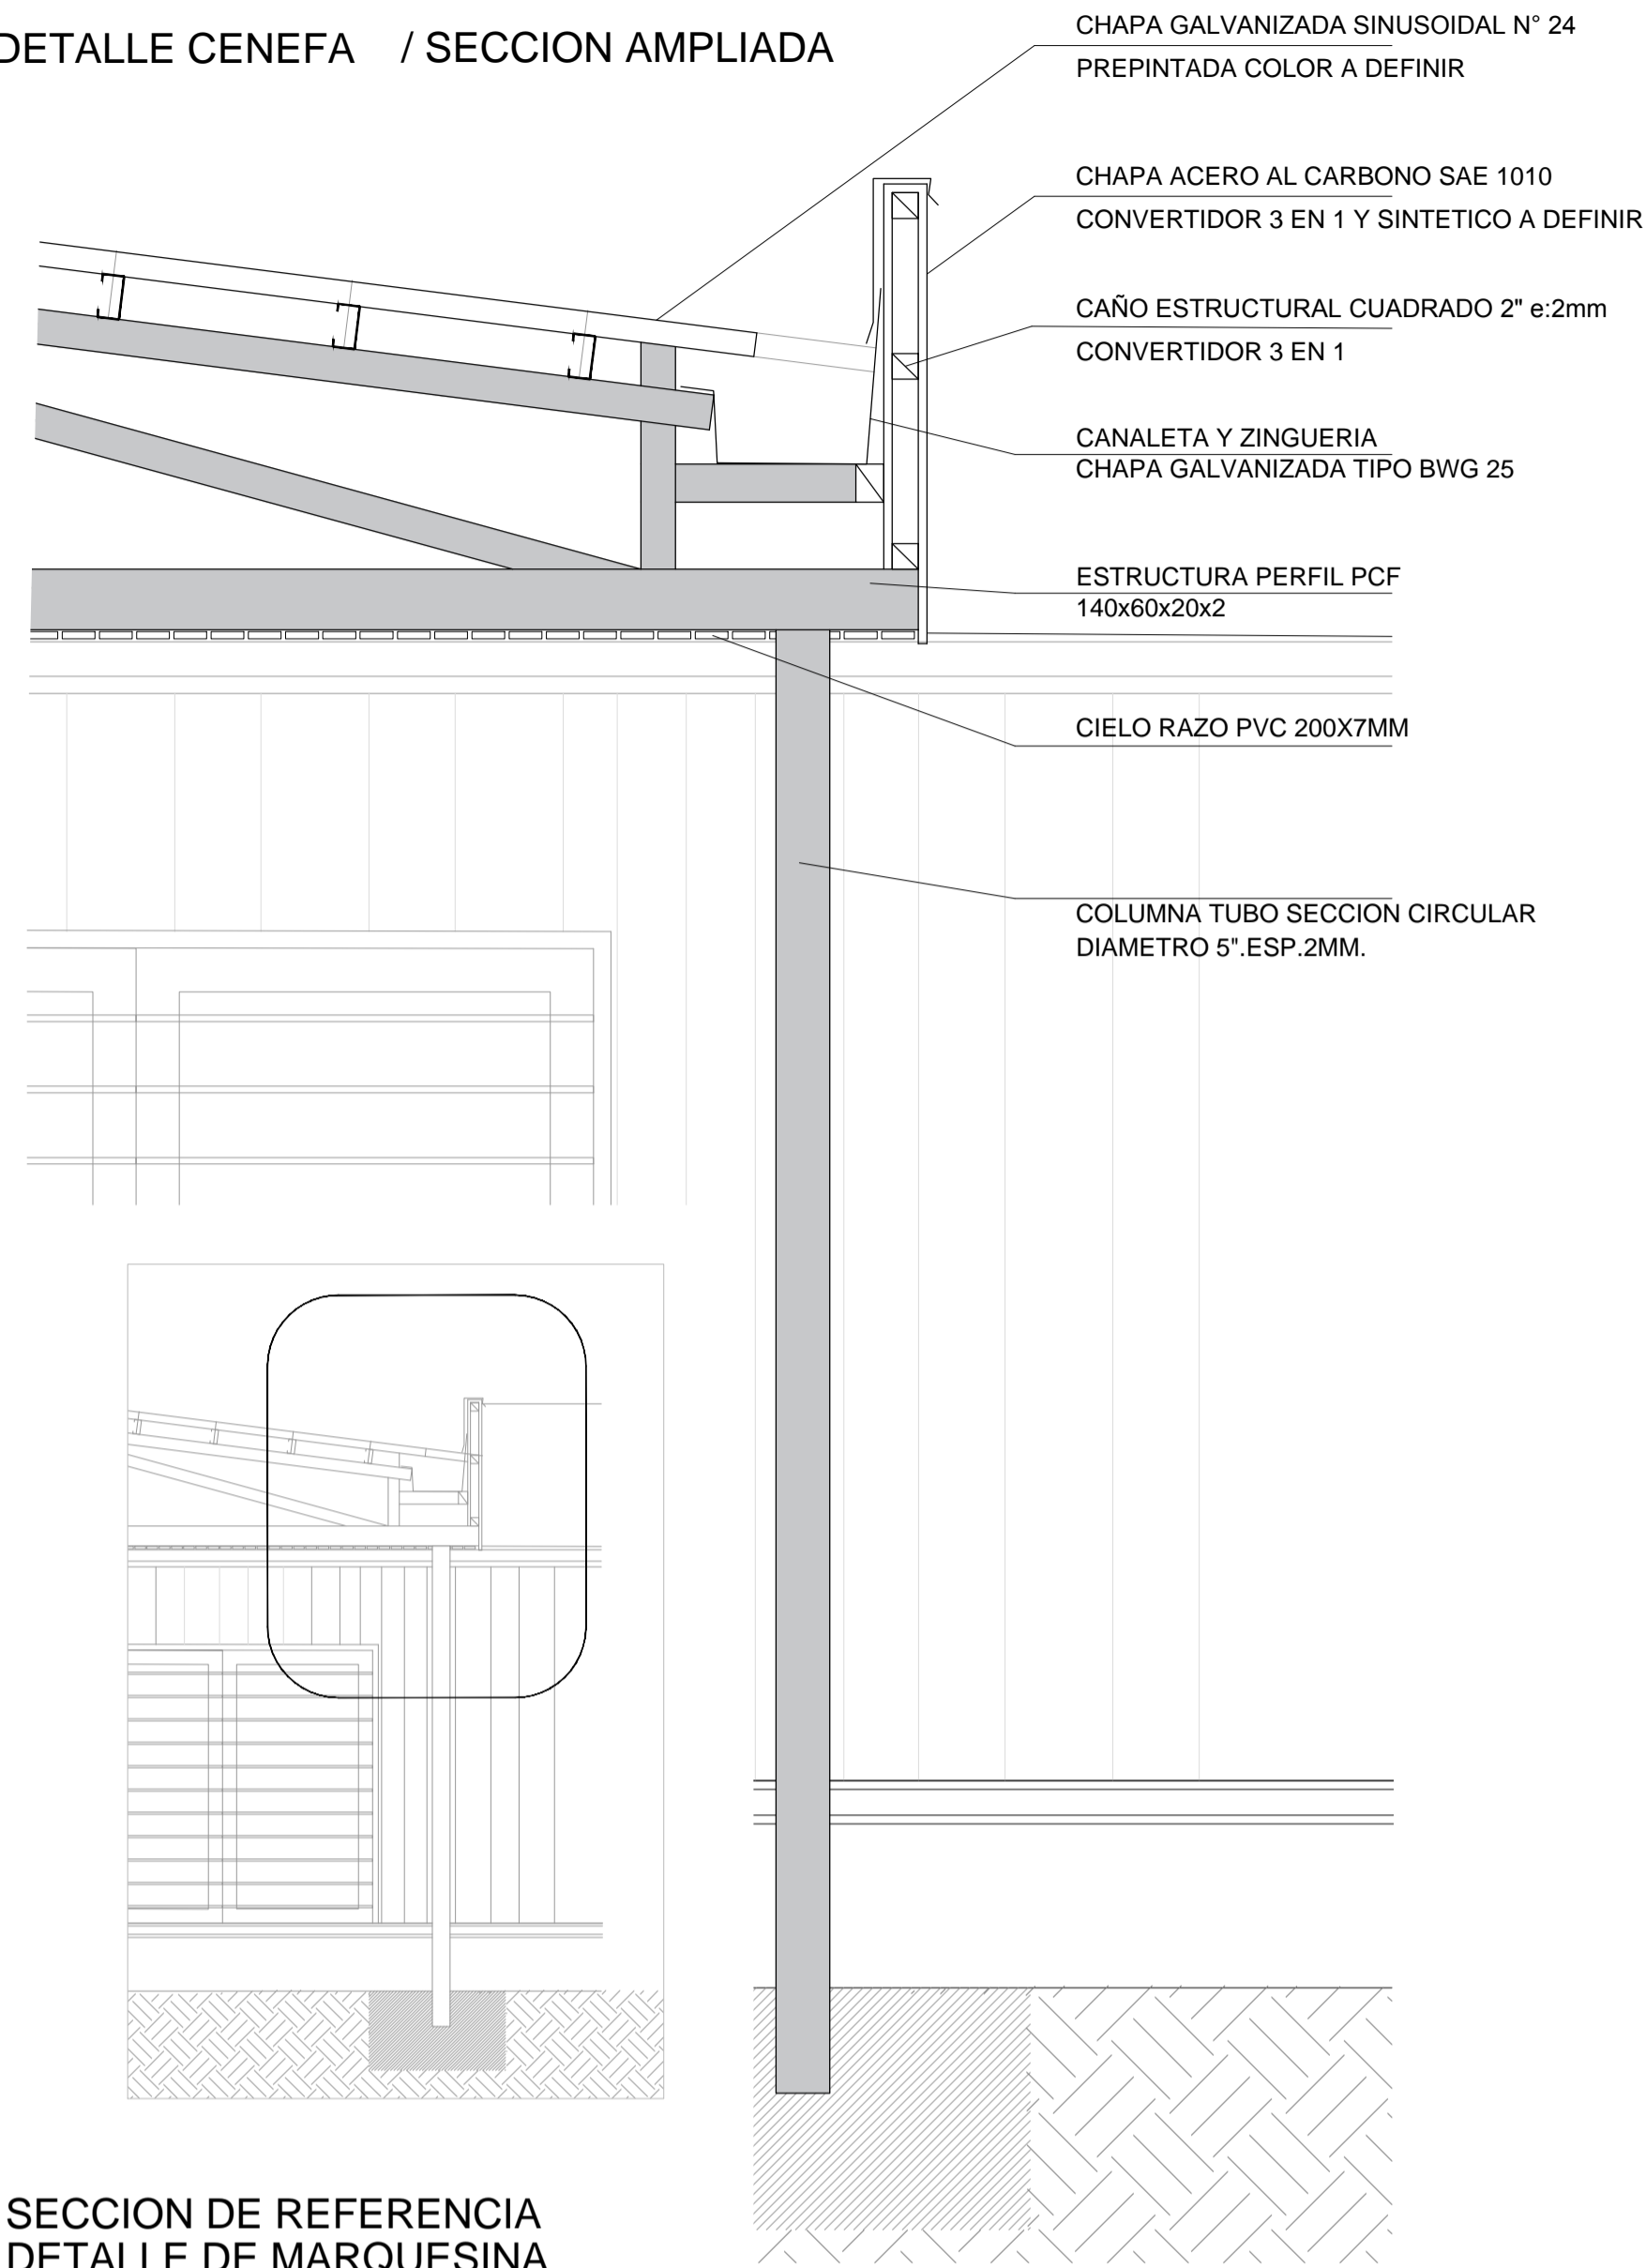 DETALLE CENEFA / SECCION AMPLIADA
CHAPA GALVANIZADA SINUSOIDAL N° 24
PREPINTADA COLOR A DEFINIR
CHAPA ACERO AL CARBONO SAE 1010
CONVERTIDOR 3 EN 1 Y SINTETICO A DEFINIR
CAÑO ESTRUCTURAL CUADRADO 2" e:2mm
CONVERTIDOR 3 EN 1
CANALETA Y ZINGUERIA
CHAPA GALVANIZADA TIPO BWG 25
ESTRUCTURA PERFIL PCF
140x60x20x2
CIELO RAZO PVC 200X7MM
COLUMNA TUBO SECCION CIRCULAR
DIAMETRO 5".ESP.2MM.
SECCION DE REFERENCIA
DETALLE DE MARQUESINA